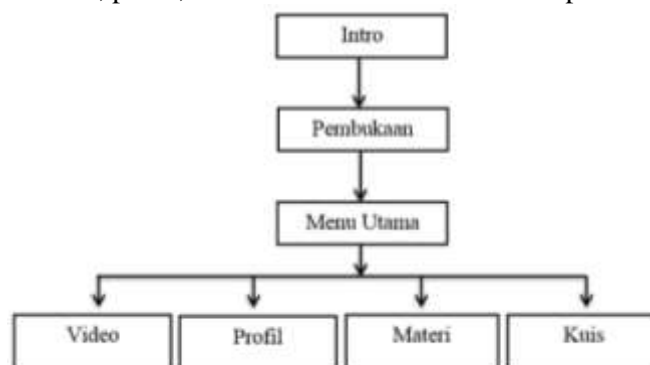 Intro
Pembukaan
Menu Utama
Video
Profil
Materi
Kuis